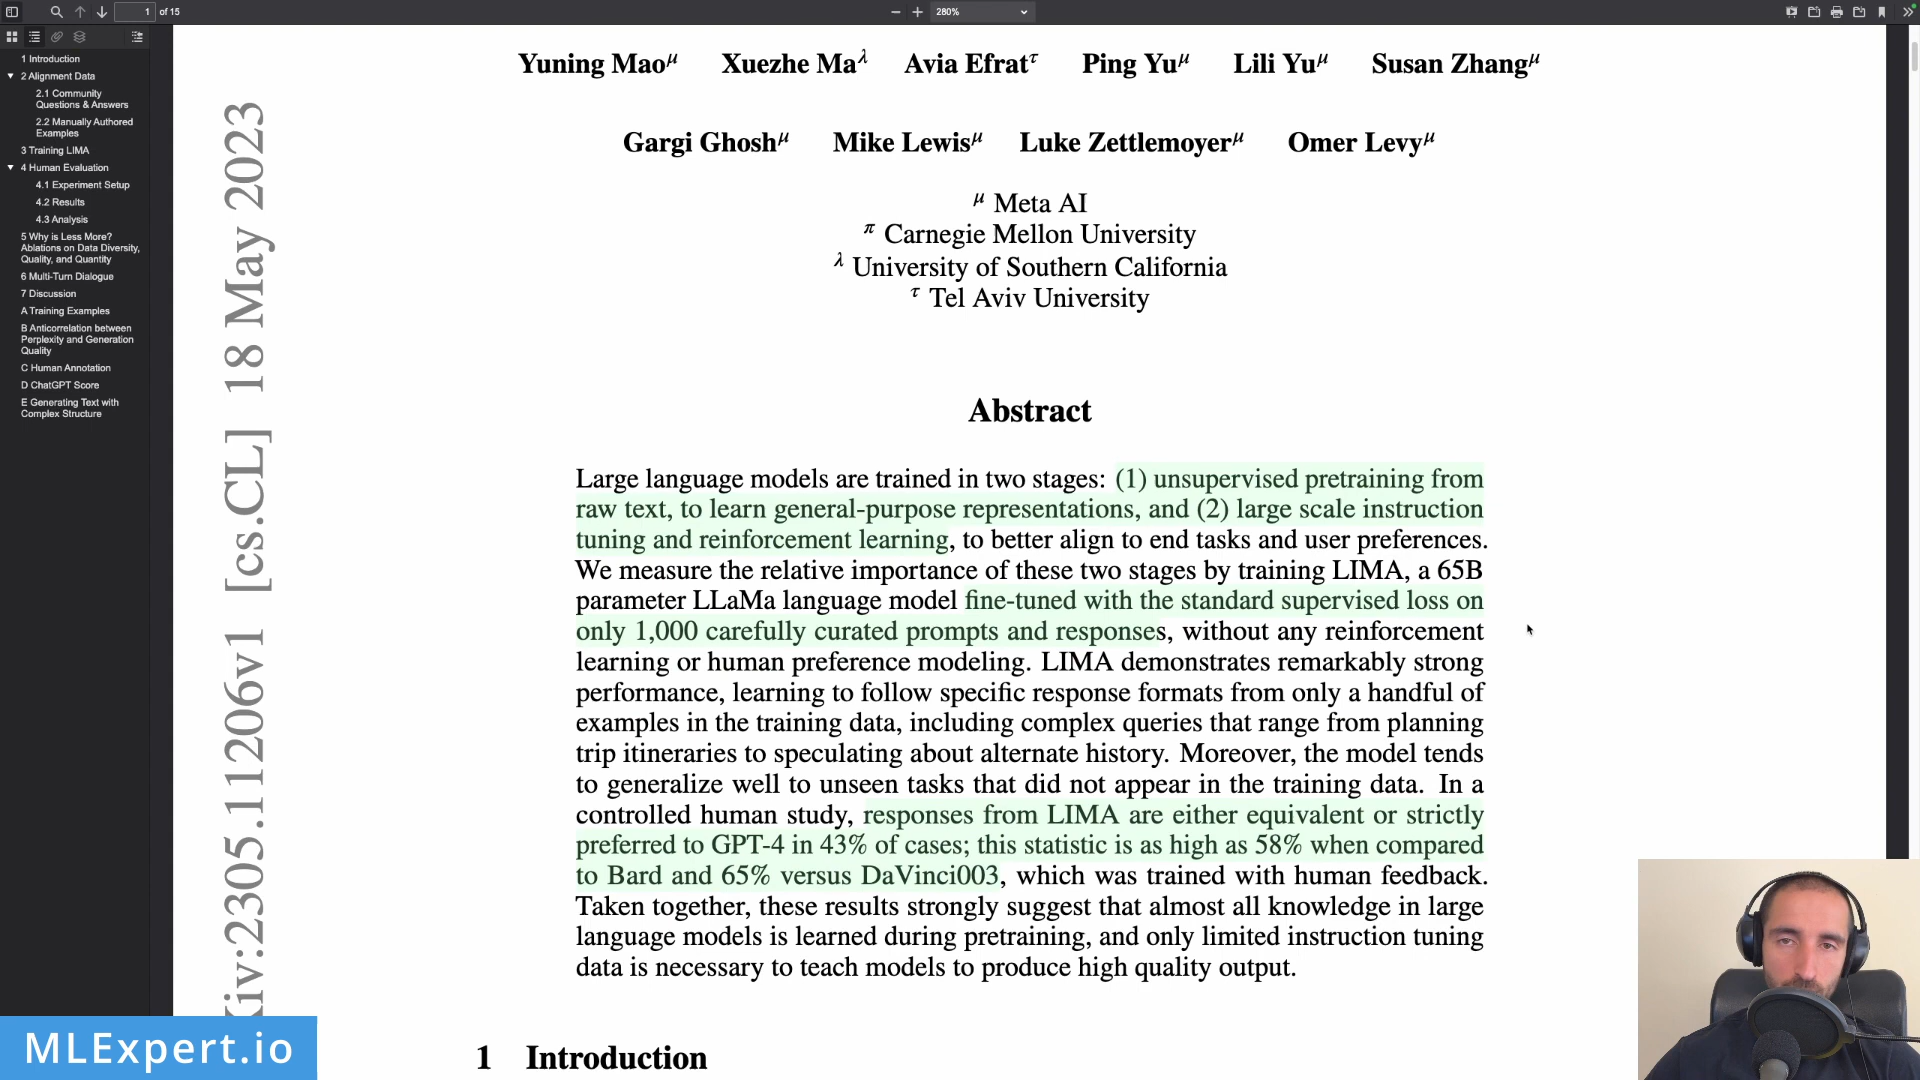 1 of 15
280%
1 Introduction
2 Alignment Data
2.1 Community
Questions & Answers
2.2 Manually Authored
Examples
3 Training LIMA
4 Human Evaluation
4.1 Experiment Setup
4.2 Results
4.3 Analysis
5 Why is Less More?
Ablations on Data Diversity,
Quality, and Quantity
6 Multi-Turn Dialogue
7 Discussion
A Training Examples
B Anticorrelation between
Perplexity and Generation
Quality
C Human Annotation
D ChatGPT Score
E Generating Text with
Complex Structure
Xiv:2305.11206v1 [cs.CL] 18 May 2023
Yuning Maoμ Xuezhe Maλ Avia Efratτ Ping Yuμ Lili Yuμ Susan Zhangμ
Gargi Ghoshμ Mike Lewisμ Luke Zettlemoyerμ Omer Levyμ
μ Meta AI
π Carnegie Mellon University
λ University of Southern California
τ Tel Aviv University
Abstract
Large language models are trained in two stages: (1) unsupervised pretraining from
raw text, to learn general-purpose representations, and (2) large scale instruction
tuning and reinforcement learning, to better align to end tasks and user preferences.
We measure the relative importance of these two stages by training LIMA, a 65B
parameter LLaMa language model fine-tuned with the standard supervised loss on
only 1,000 carefully curated prompts and responses, without any reinforcement
learning or human preference modeling. LIMA demonstrates remarkably strong
performance, learning to follow specific response formats from only a handful of
examples in the training data, including complex queries that range from planning
trip itineraries to speculating about alternate history. Moreover, the model tends
to generalize well to unseen tasks that did not appear in the training data. In a
controlled human study, responses from LIMA are either equivalent or strictly
preferred to GPT-4 in 43% of cases; this statistic is as high as 58% when compared
to Bard and 65% versus DaVinci003, which was trained with human feedback.
Taken together, these results strongly suggest that almost all knowledge in large
language models is learned during pretraining, and only limited instruction tuning
data is necessary to teach models to produce high quality output.
1 Introduction
MLExpert.io